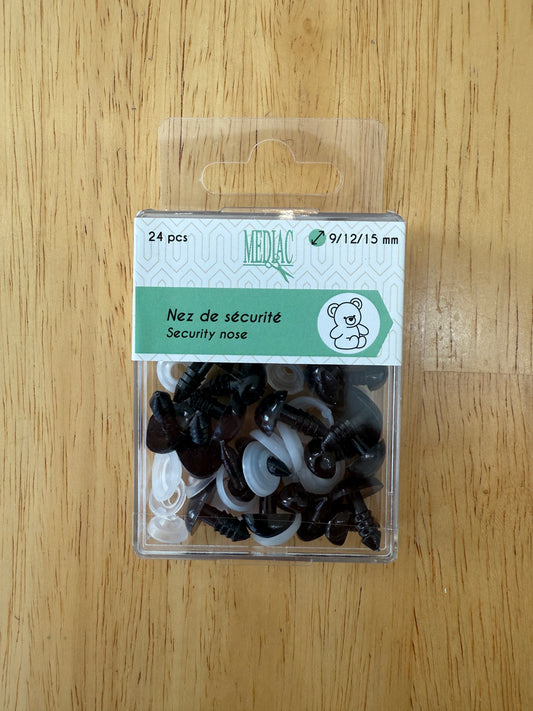 24 pcs
MEDIAC
9/12/15 mm
Nez de sécurité
Security nose